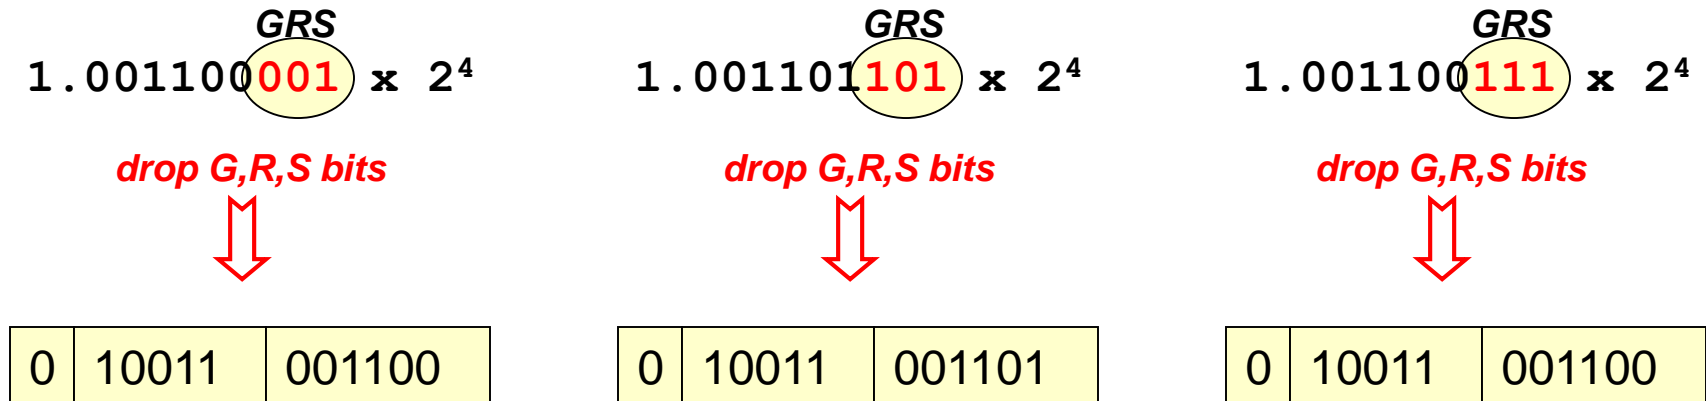 GRS GRS GRS
1.001100001 x 2⁴ 1.001101101 x 2⁴ 1.001100111 x 2⁴
drop G,R,S bits drop G,R,S bits drop G,R,S bits
0 10011 001100 0 10011 001101 0 10011 001100